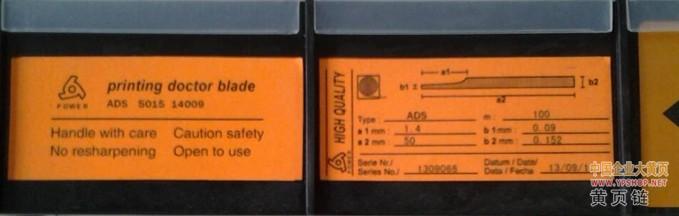 printing doctor blade
POWER
ADS 5015 14009
Handle with care Caution safety
No resharpening Open to use
HIGH QUALITY
a1
b1
b2
a2
Type : ADS m : 100
a 1 mm : 1.4 b 1 mm : 0.09
a 2 mm : 50 b 2 mm : 0.152
Serie Nr./ Datum / Date/
Series No./ 1309066 Data / Fecha 13/09/1
中国企业大黄页
WWW.YPSHOP.NET
黄页链